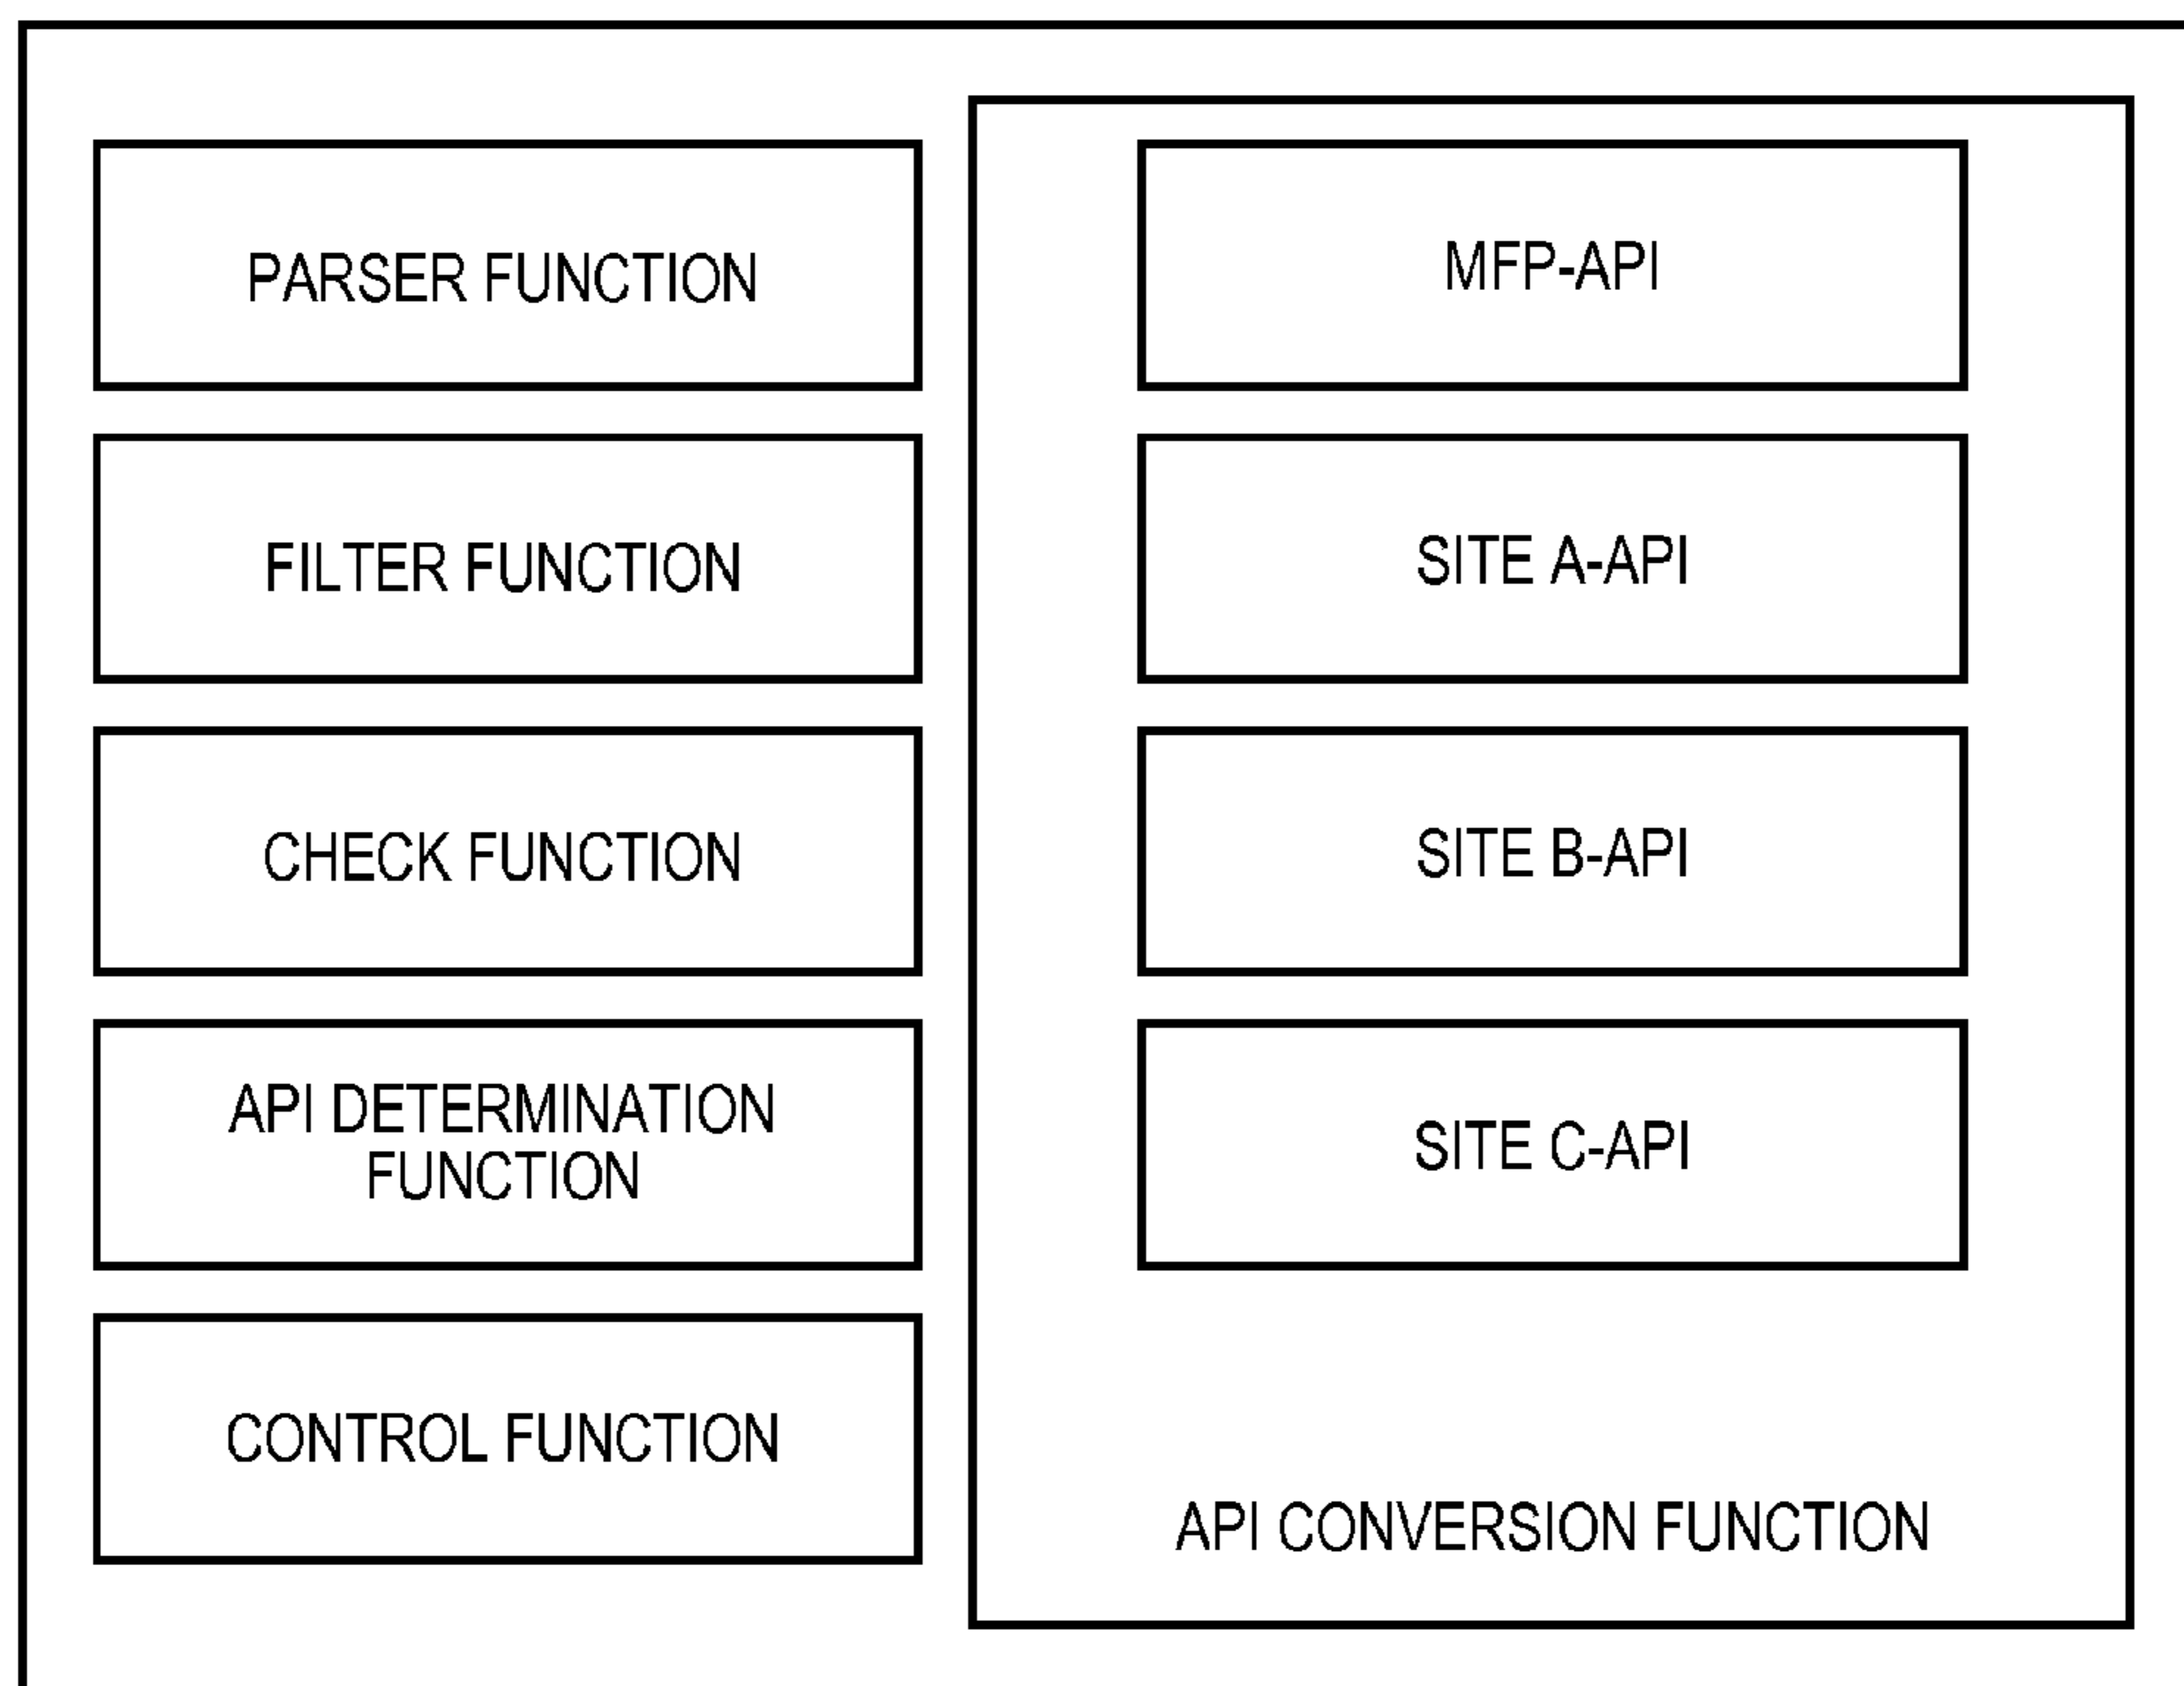 PARSER FUNCTION
FILTER FUNCTION
CHECK FUNCTION
API DETERMINATION
FUNCTION
CONTROL FUNCTION
MFP-API
SITE A-API
SITE B-API
SITE C-API
API CONVERSION FUNCTION